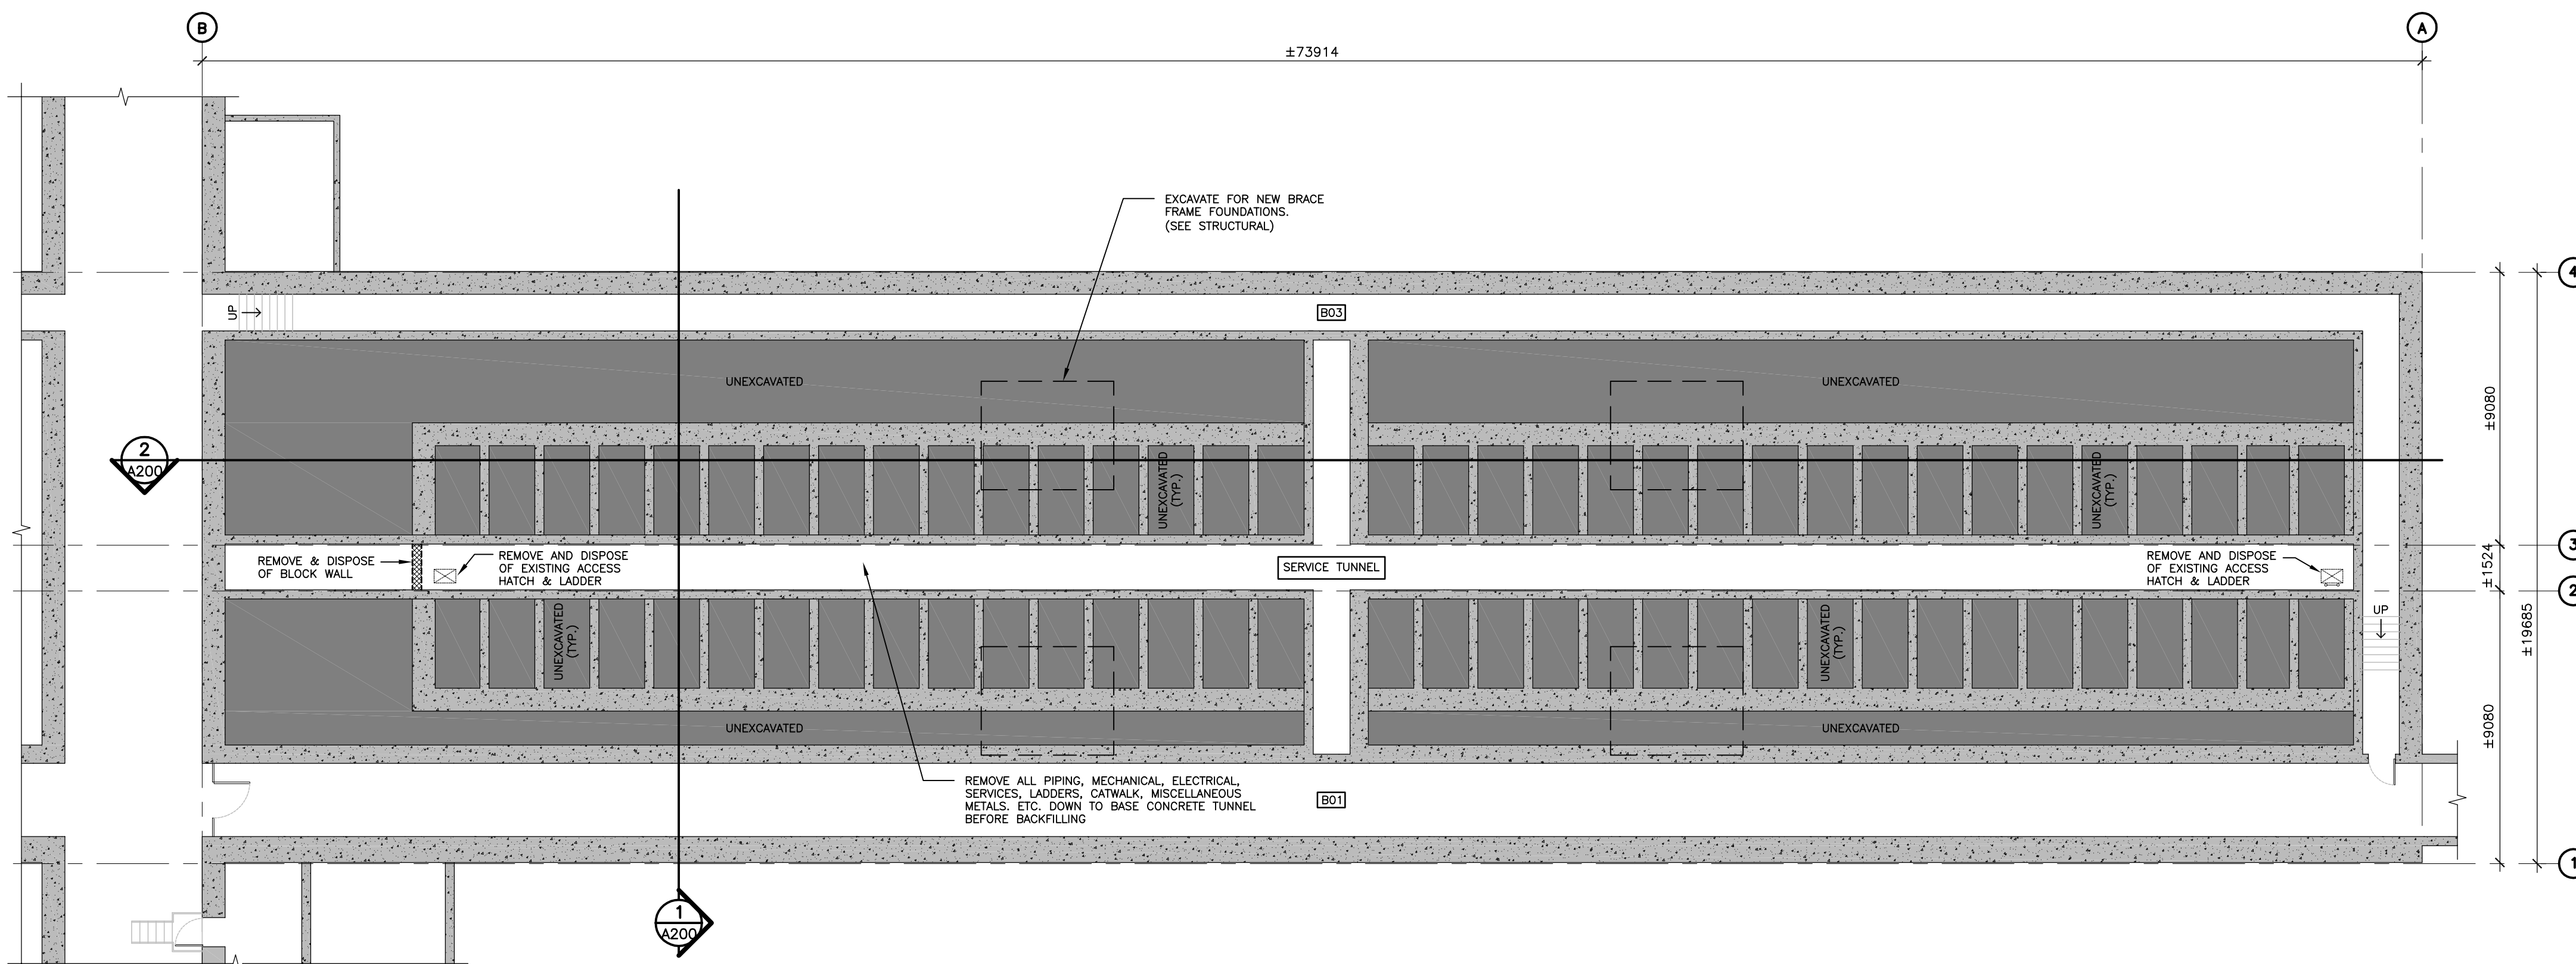 B
A
±73914
EXCAVATE FOR NEW BRACE
FRAME FOUNDATIONS.
(SEE STRUCTURAL)
4
UP
B03
UNEXCAVATED
UNEXCAVATED
±9080
2
A200
UNEXCAVATED
(TYP.)
UNEXCAVATED
(TYP.)
3
REMOVE & DISPOSE
OF BLOCK WALL
REMOVE AND DISPOSE
OF EXISTING ACCESS
HATCH & LADDER
SERVICE TUNNEL
REMOVE AND DISPOSE
OF EXISTING ACCESS
HATCH & LADDER
±1524
2
UNEXCAVATED
(TYP.)
UNEXCAVATED
(TYP.)
UP
±19685
UNEXCAVATED
UNEXCAVATED
±9080
REMOVE ALL PIPING, MECHANICAL, ELECTRICAL,
SERVICES, LADDERS, CATWALK, MISCELLANEOUS
METALS. ETC. DOWN TO BASE CONCRETE TUNNEL
BEFORE BACKFILLING
B01
1
1
A200